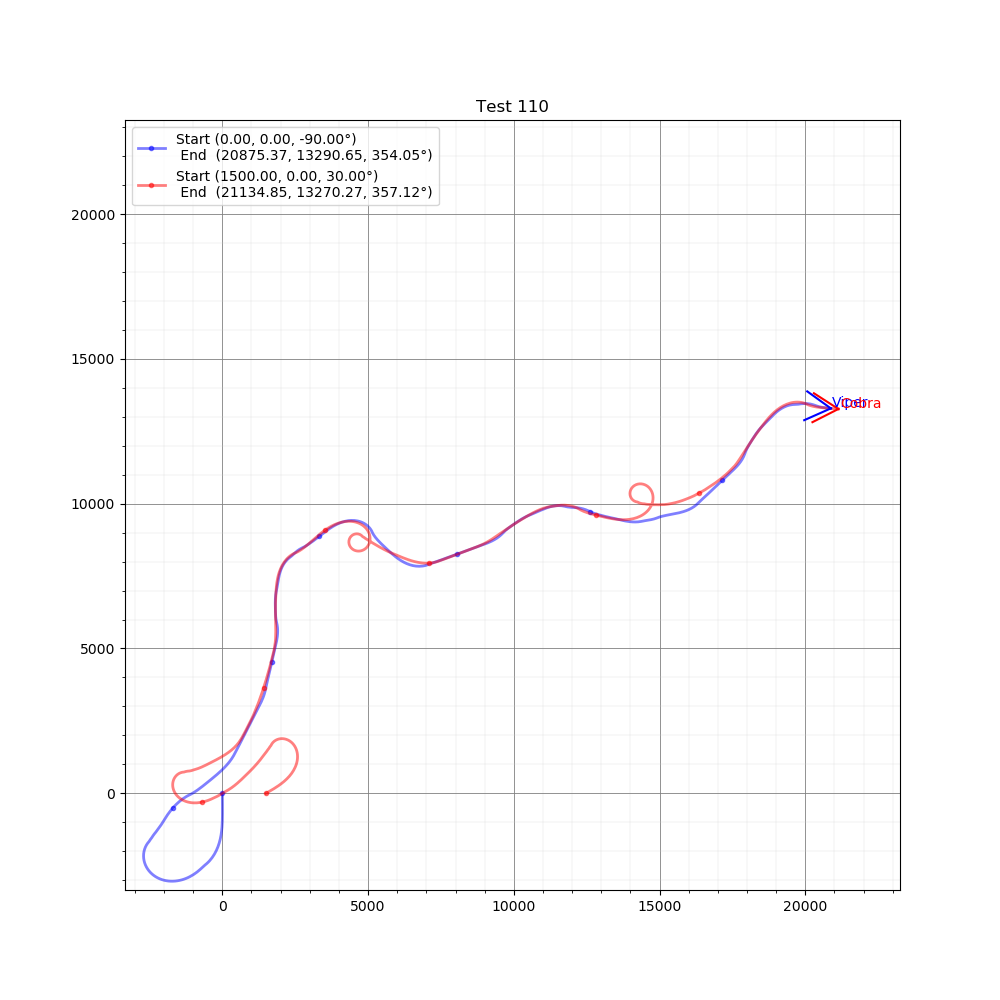 Test 110
Start (0.00, 0.00, -90.00°)
End  (20875.37, 13290.65, 354.05°)
Start (1500.00, 0.00, 30.00°)
End  (21134.85, 13270.27, 357.12°)
20000
15000
10000
5000
0
Viper
Cobra
0
5000
10000
15000
20000